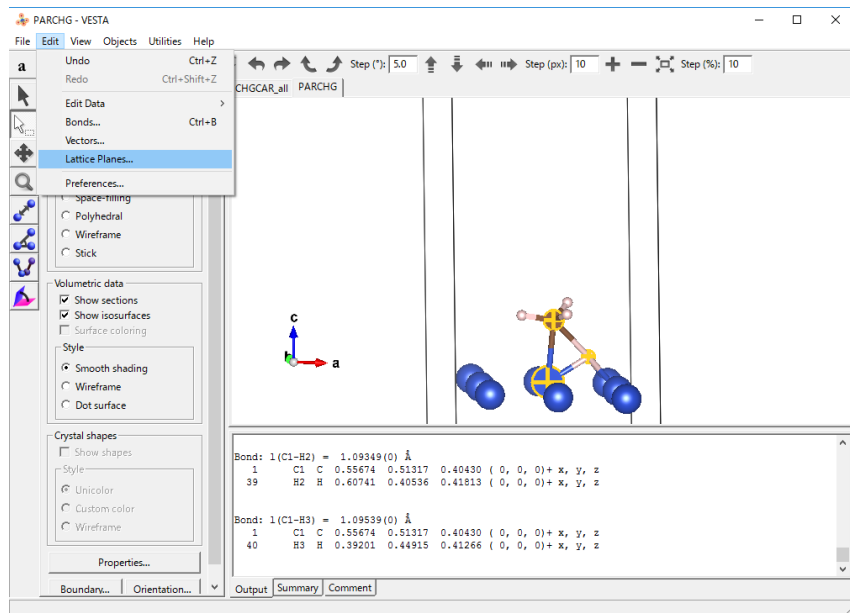 PARCHG - VESTA
File Edit View Objects Utilities Help
a
Step (°): 5.0 Step (px): 10 Step (%): 10
Undo Ctrl+Z
Redo Ctrl+Shift+Z
Edit Data >
Bonds... Ctrl+B
Vectors...
Lattice Planes...
Preferences...
CHGCAR_all PARCHG
Space-filling
Polyhedral
Wireframe
Stick
Volumetric data
Show sections
Show isosurfaces
Surface coloring
Style
Smooth shading
Wireframe
Dot surface
Crystal shapes
Show shapes
Style
Unicolor
Custom color
Wireframe
Properties...
Boundary... Orientation...
c
b
a
Bond: l(C1-H2) = 1.09349(0) Å
1 C1 C 0.55674 0.51317 0.40430 ( 0, 0, 0)+ x, y, z
39 H2 H 0.60741 0.40536 0.41813 ( 0, 0, 0)+ x, y, z
Bond: l(C1-H3) = 1.09539(0) Å
1 C1 C 0.55674 0.51317 0.40430 ( 0, 0, 0)+ x, y, z
40 H3 H 0.39201 0.44915 0.41266 ( 0, 0, 0)+ x, y, z
Output Summary Comment